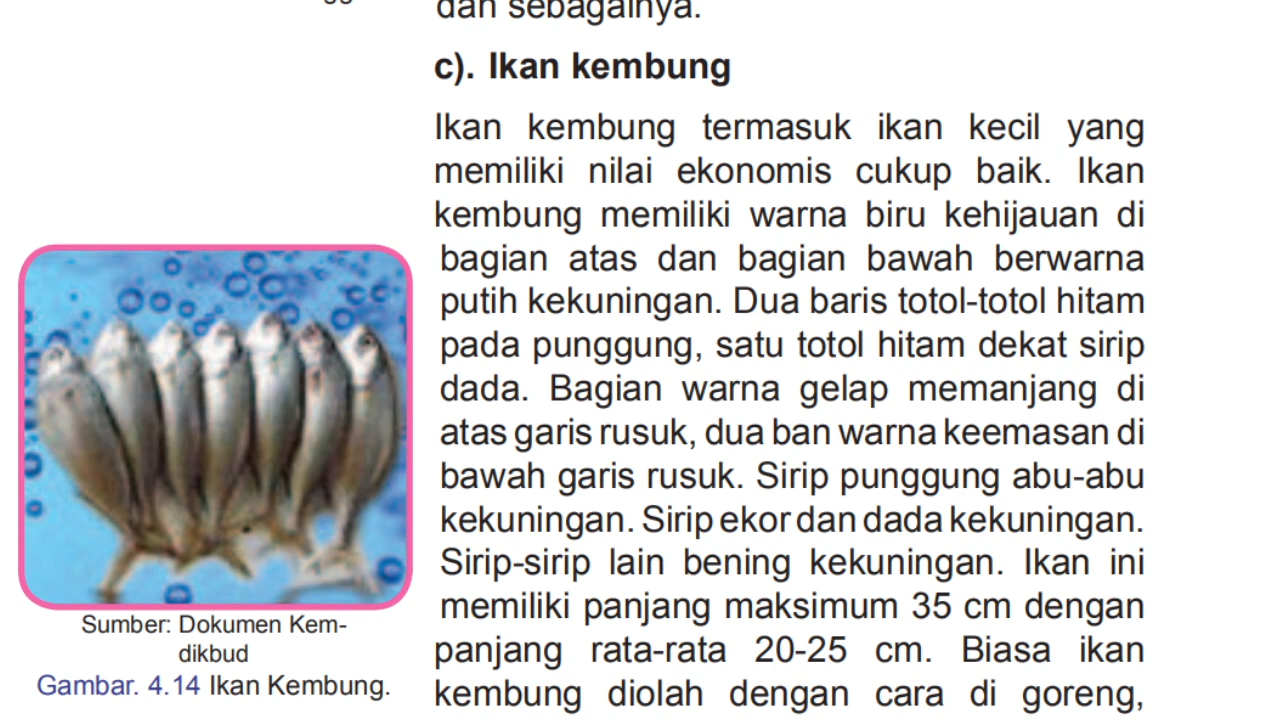 dan sebagainya.
c). Ikan kembung
Ikan kembung termasuk ikan kecil yang
memiliki nilai ekonomis cukup baik. Ikan
kembung memiliki warna biru kehijauan di
bagian atas dan bagian bawah berwarna
putih kekuningan. Dua baris totol-totol hitam
pada punggung, satu totol hitam dekat sirip
dada. Bagian warna gelap memanjang di
atas garis rusuk, dua ban warna keemasan di
bawah garis rusuk. Sirip punggung abu-abu
kekuningan. Sirip ekor dan dada kekuningan.
Sirip-sirip lain bening kekuningan. Ikan ini
memiliki panjang maksimum 35 cm dengan
panjang rata-rata 20-25 cm. Biasa ikan
kembung diolah dengan cara di goreng,
Sumber: Dokumen Kem-
dikbud
Gambar. 4.14 Ikan Kembung.